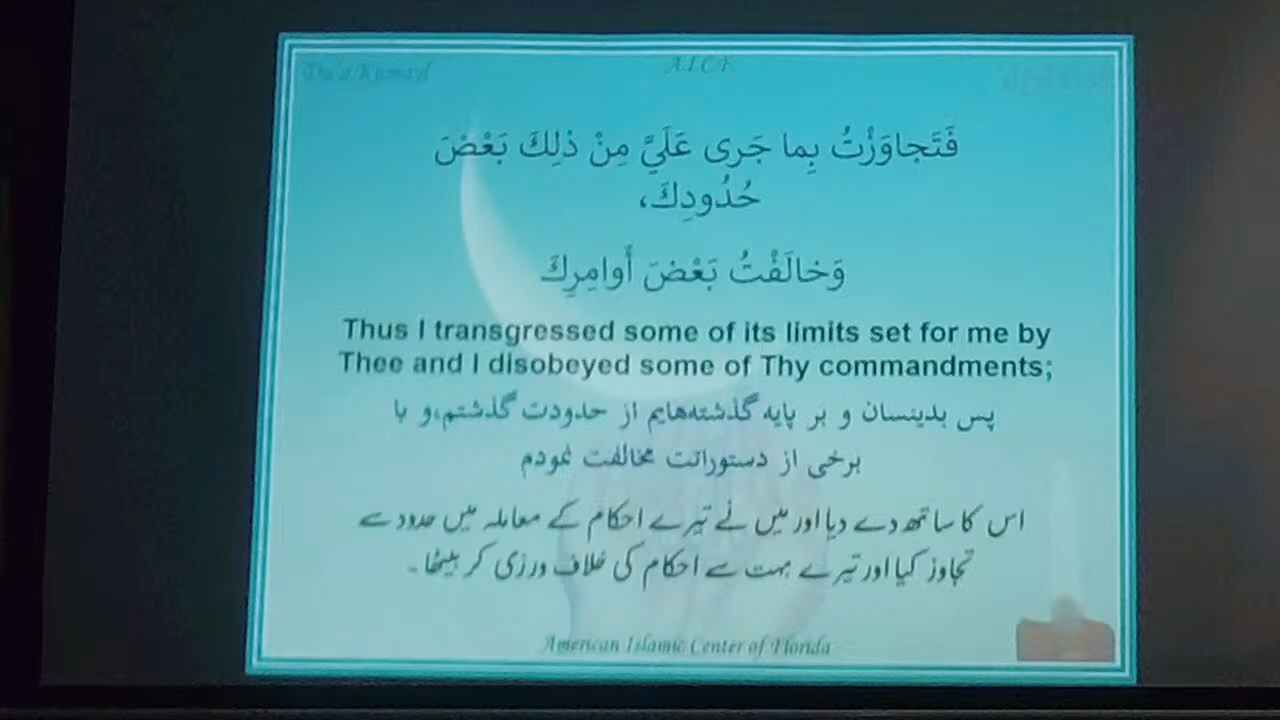 Du'a Kumayl
A.I.C.F.
فَتَجاوَزْتُ بِما جَرى عَلَيَّ مِنْ ذٰلِكَ بَعْضَ
حُدُودِكَ،
وَخالَفْتُ بَعْضَ أَوامِرِكَ
Thus I transgressed some of its limits set for me by
Thee and I disobeyed some of Thy commandments;
پس بدینسان و بر پایه گذشته‌هایم از حدودت گذشتم،و با
برخی از دستوراتت مخالفت نمودم
اس کا ساتھ دے دیا اور میں نے تیرے احکام کے معاملہ میں حدود سے
تجاوز کیا اور تیرے بہت سے احکام کی خلاف ورزی کر بیٹھا۔
American Islamic Center of Florida